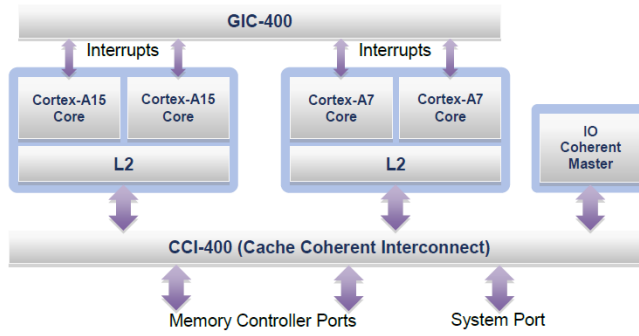 GIC-400
Interrupts
Interrupts
Cortex-A15
Core
Cortex-A15
Core
L2
Cortex-A7
Core
Cortex-A7
Core
L2
IO
Coherent
Master
CCI-400 (Cache Coherent Interconnect)
Memory Controller Ports
System Port